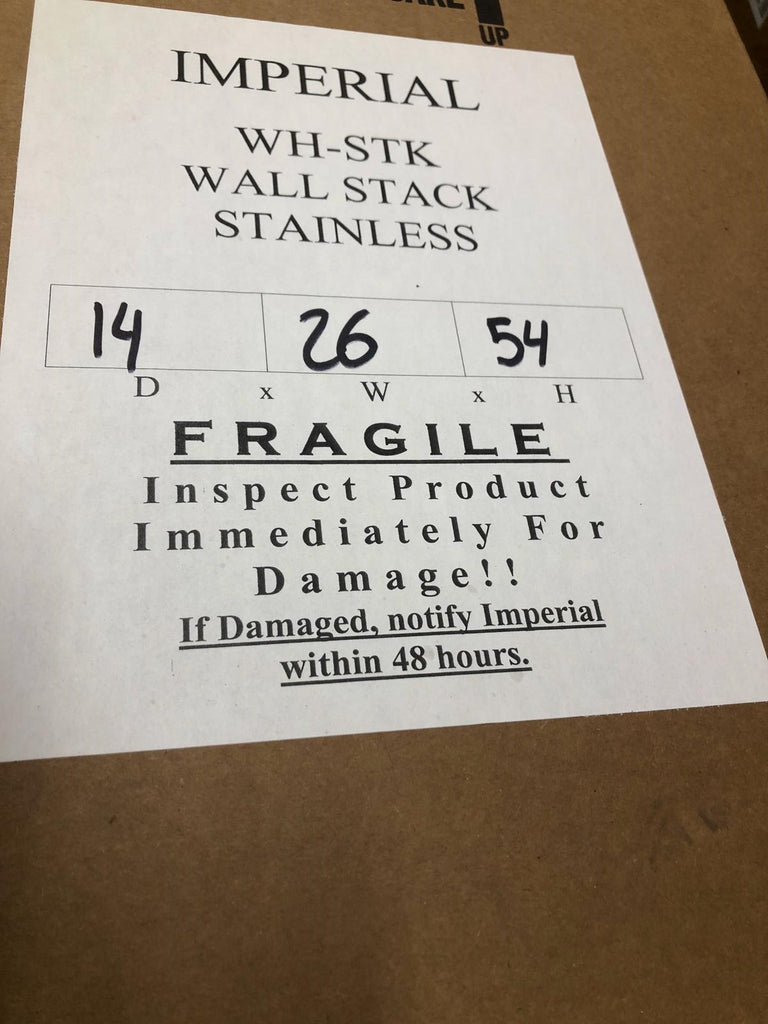 UP
IMPERIAL
WH-STK
WALL STACK
STAINLESS
14 26 54
D x W x H
FRAGILE
Inspect Product
Immediately For
Damage!!
If Damaged, notify Imperial
within 48 hours.